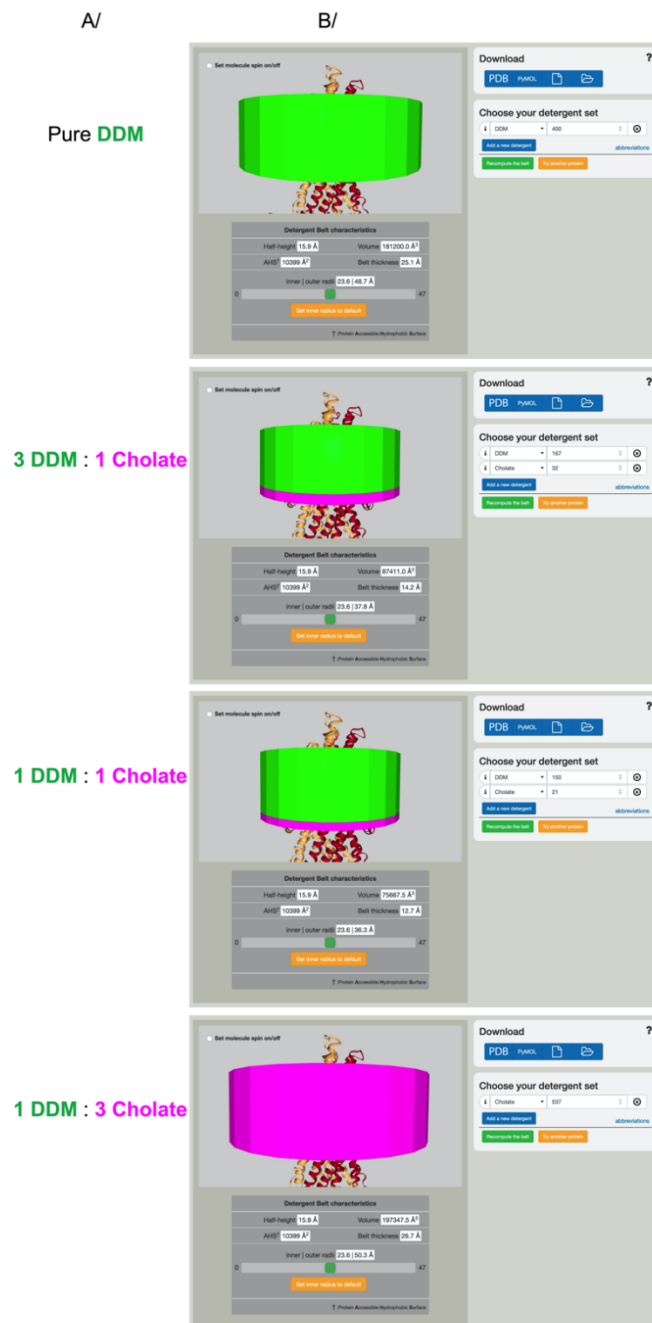 A/ B/
Pure DDM
Set molecule spin on/off
Detergent Belt characteristics
Half-height 15.9 Å Volume 181200.0 Å³
AHS† 10399 Å² Belt thickness 25.1 Å
inner | outer radii 23.6 | 48.7 Å
0 47
Set inner radius to default
† :Protein Accessible Hydrophobic Surface
Download ?
PDB PyMOL
Choose your detergent set
i DDM 400
Add a new detergent abbreviations
Recompute the belt Try another protein
3 DDM : 1 Cholate
Set molecule spin on/off
Detergent Belt characteristics
Half-height 15.9 Å Volume 87411.0 Å³
AHS† 10399 Å² Belt thickness 14.2 Å
inner | outer radii 23.6 | 37.8 Å
0 47
Set inner radius to default
† :Protein Accessible Hydrophobic Surface
Download ?
PDB PyMOL
Choose your detergent set
i DDM 167
i Cholate 32
Add a new detergent abbreviations
Recompute the belt Try another protein
1 DDM : 1 Cholate
Set molecule spin on/off
Detergent Belt characteristics
Half-height 15.9 Å Volume 75667.5 Å³
AHS† 10399 Å² Belt thickness 12.7 Å
inner | outer radii 23.6 | 36.3 Å
0 47
Set inner radius to default
† :Protein Accessible Hydrophobic Surface
Download ?
PDB PyMOL
Choose your detergent set
i DDM 150
i Cholate 21
Add a new detergent abbreviations
Recompute the belt Try another protein
1 DDM : 3 Cholate
Set molecule spin on/off
Detergent Belt characteristics
Half-height 15.9 Å Volume 197347.5 Å³
AHS† 10399 Å² Belt thickness 26.7 Å
inner | outer radii 23.6 | 50.3 Å
0 47
Set inner radius to default
† :Protein Accessible Hydrophobic Surface
Download ?
PDB PyMOL
Choose your detergent set
i Cholate 537
Add a new detergent abbreviations
Recompute the belt Try another protein